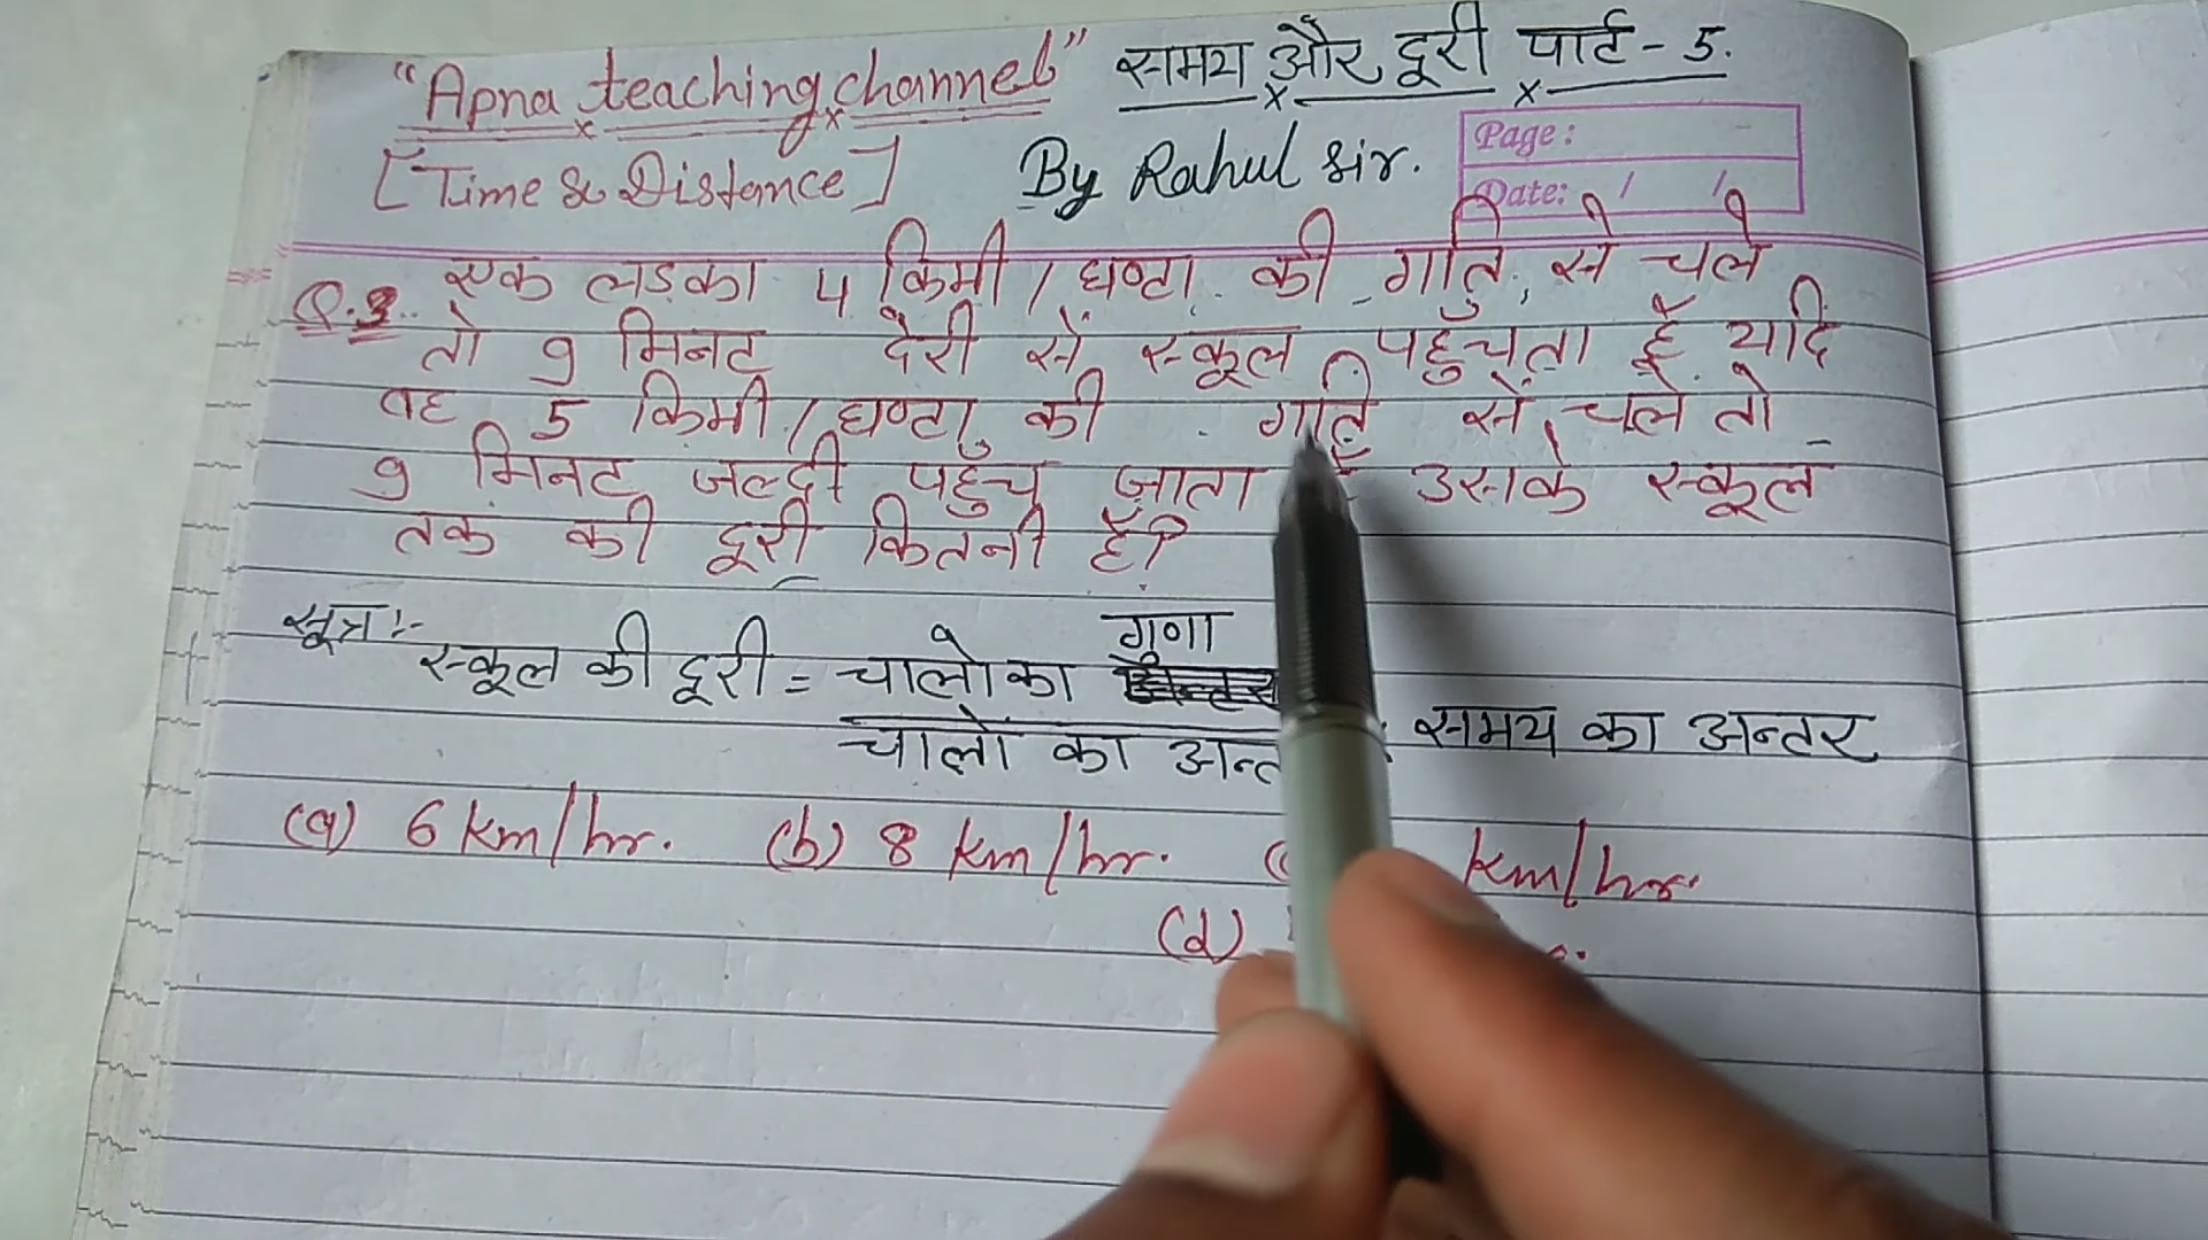 "Apna teaching channel" समय और दूरी पार्ट - 5.
[Time & Distance] By Rahul sir.
Page:
Date: / /
Q.3. एक लड़का 4 किमी / घण्टा की गति से चले
तो 9 मिनट देरी से स्कूल पहुँचता है यदि
वह 5 किमी / घण्टा की गति से चले तो
9 मिनट जल्दी पहुँच जाता उसके स्कूल
तक की दूरी कितनी है?
सूत्र :-
गुणा
स्कूल की दूरी = चालो का
चालों का समय का अन्तर
(a) 6 km/hr. (b) 8 km/hr. km/hr.
(d)